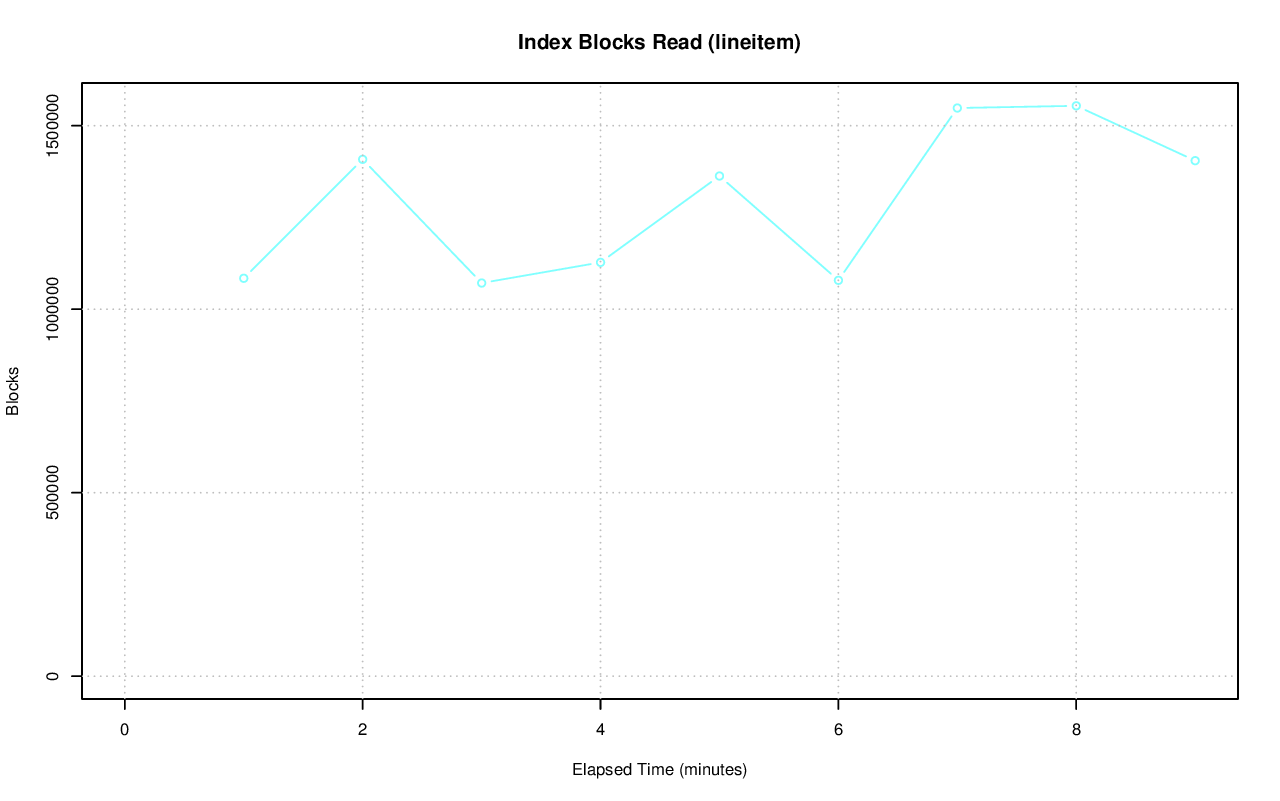 Index Blocks Read (lineitem)
1500000
1000000
500000
0
Blocks
0 2 4 6 8
Elapsed Time (minutes)